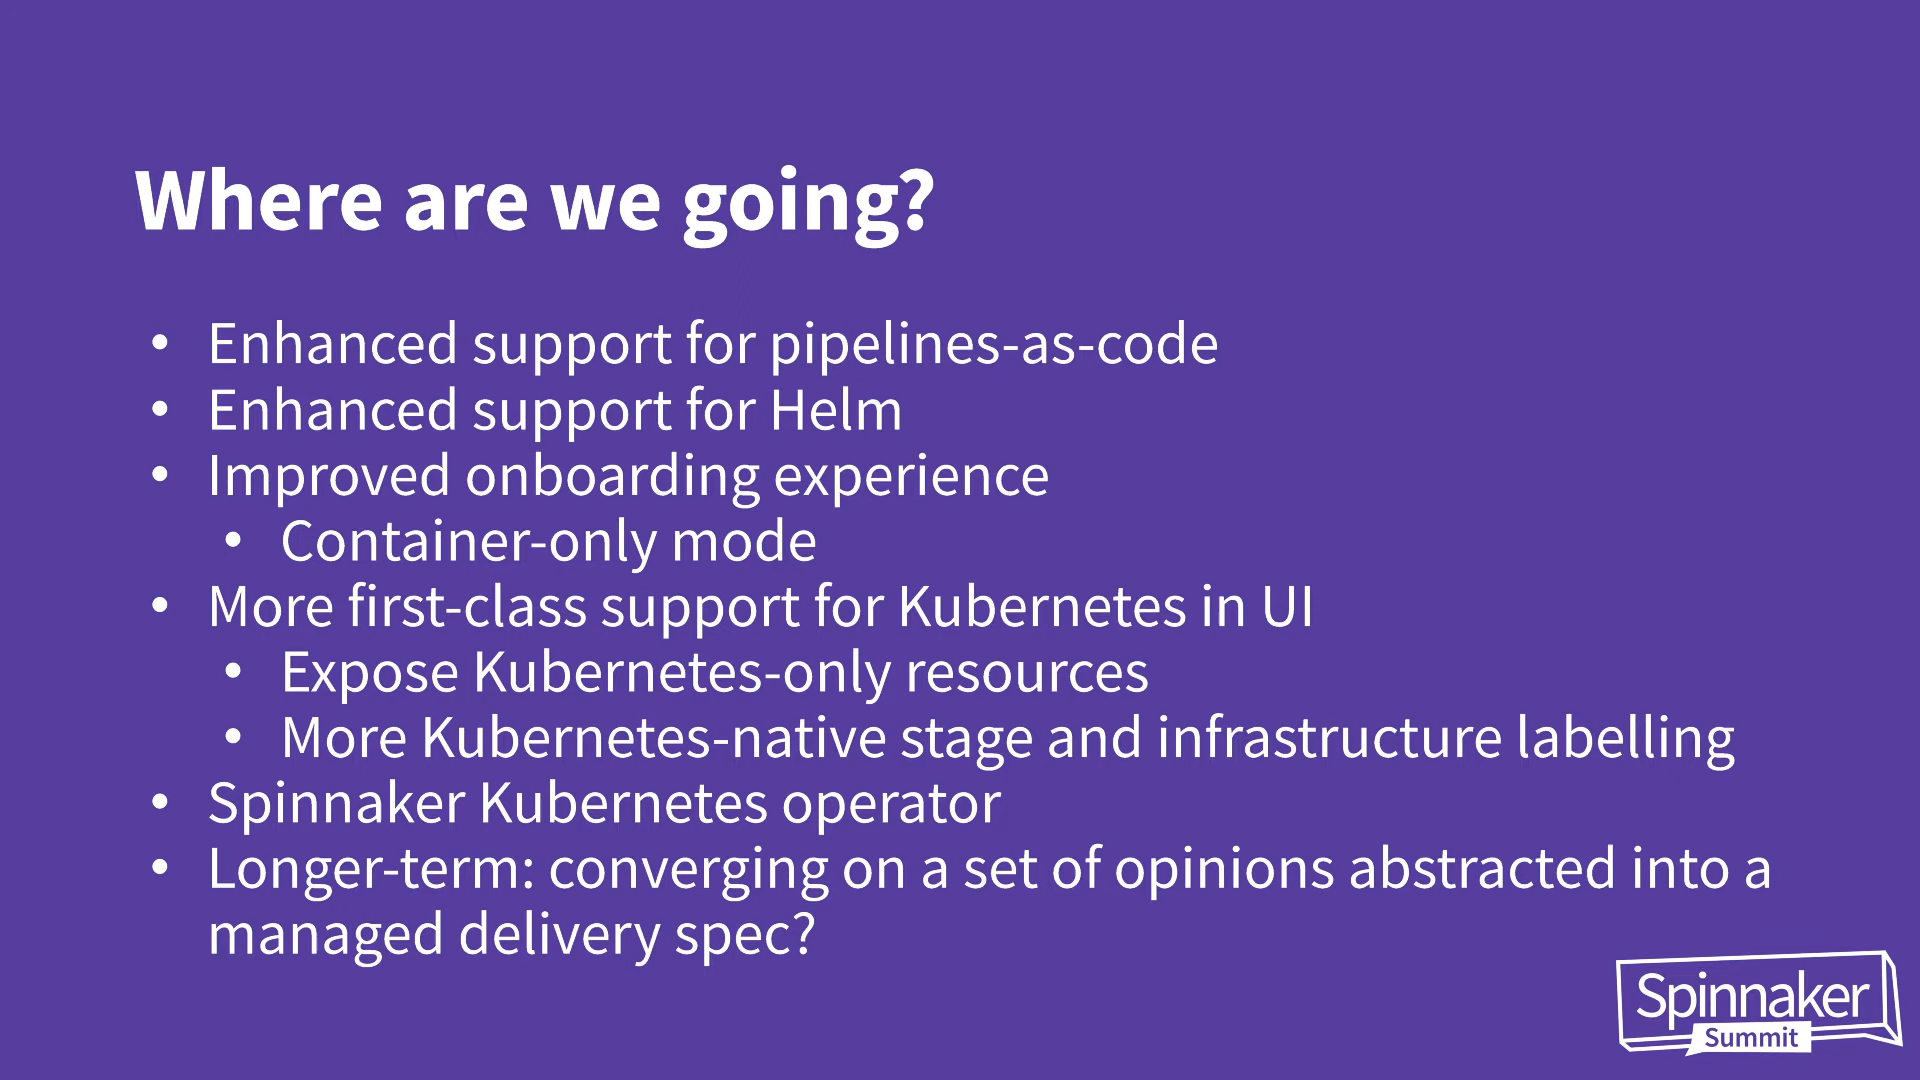 Where are we going?
• Enhanced support for pipelines-as-code
• Enhanced support for Helm
• Improved onboarding experience
• Container-only mode
• More first-class support for Kubernetes in UI
• Expose Kubernetes-only resources
• More Kubernetes-native stage and infrastructure labelling
• Spinnaker Kubernetes operator
• Longer-term: converging on a set of opinions abstracted into a
managed delivery spec?
Spinnaker
Summit